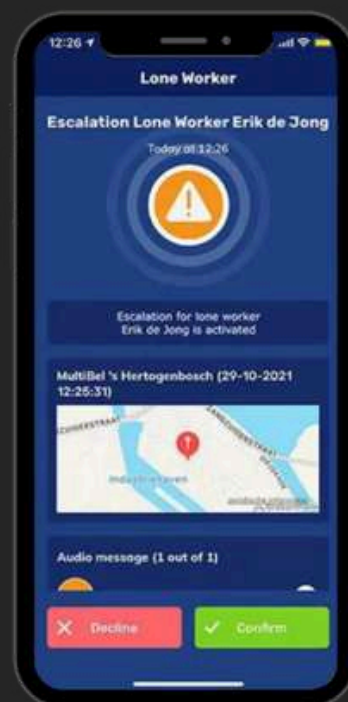 12:26
Lone Worker
Escalation Lone Worker Erik de Jong
Today at 12:26
Escalation for lone worker
Erik de Jong is activated
MultiBel 's Hertogenbosch (29-10-2021
12:25:31)
Industriehaven
Audio message (1 out of 1)
Decline
Confirm